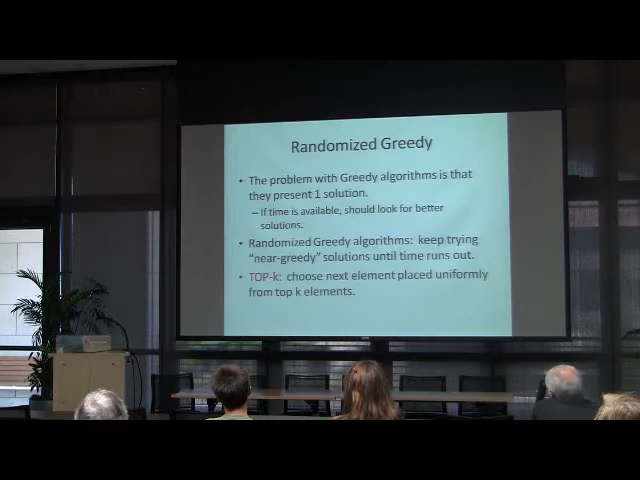 Randomized Greedy
• The problem with Greedy algorithms is that
they present 1 solution.
– If time is available, should look for better
solutions.
• Randomized Greedy algorithms: keep trying
“near-greedy” solutions until time runs out.
• TOP-k: choose next element placed uniformly
from top k elements.